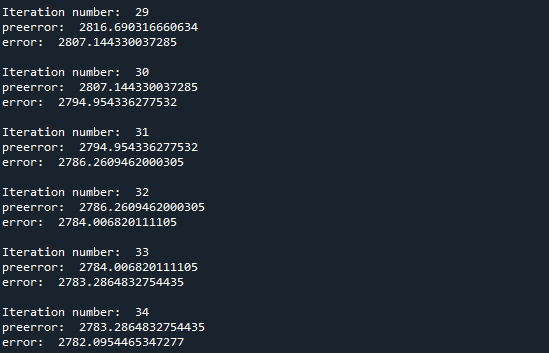 Iteration number:  29
preerror:  2816.690316660634
error:  2807.144330037285

Iteration number:  30
preerror:  2807.144330037285
error:  2794.954336277532

Iteration number:  31
preerror:  2794.954336277532
error:  2786.2609462000305

Iteration number:  32
preerror:  2786.2609462000305
error:  2784.006820111105

Iteration number:  33
preerror:  2784.006820111105
error:  2783.2864832754435

Iteration number:  34
preerror:  2783.2864832754435
error:  2782.0954465347277